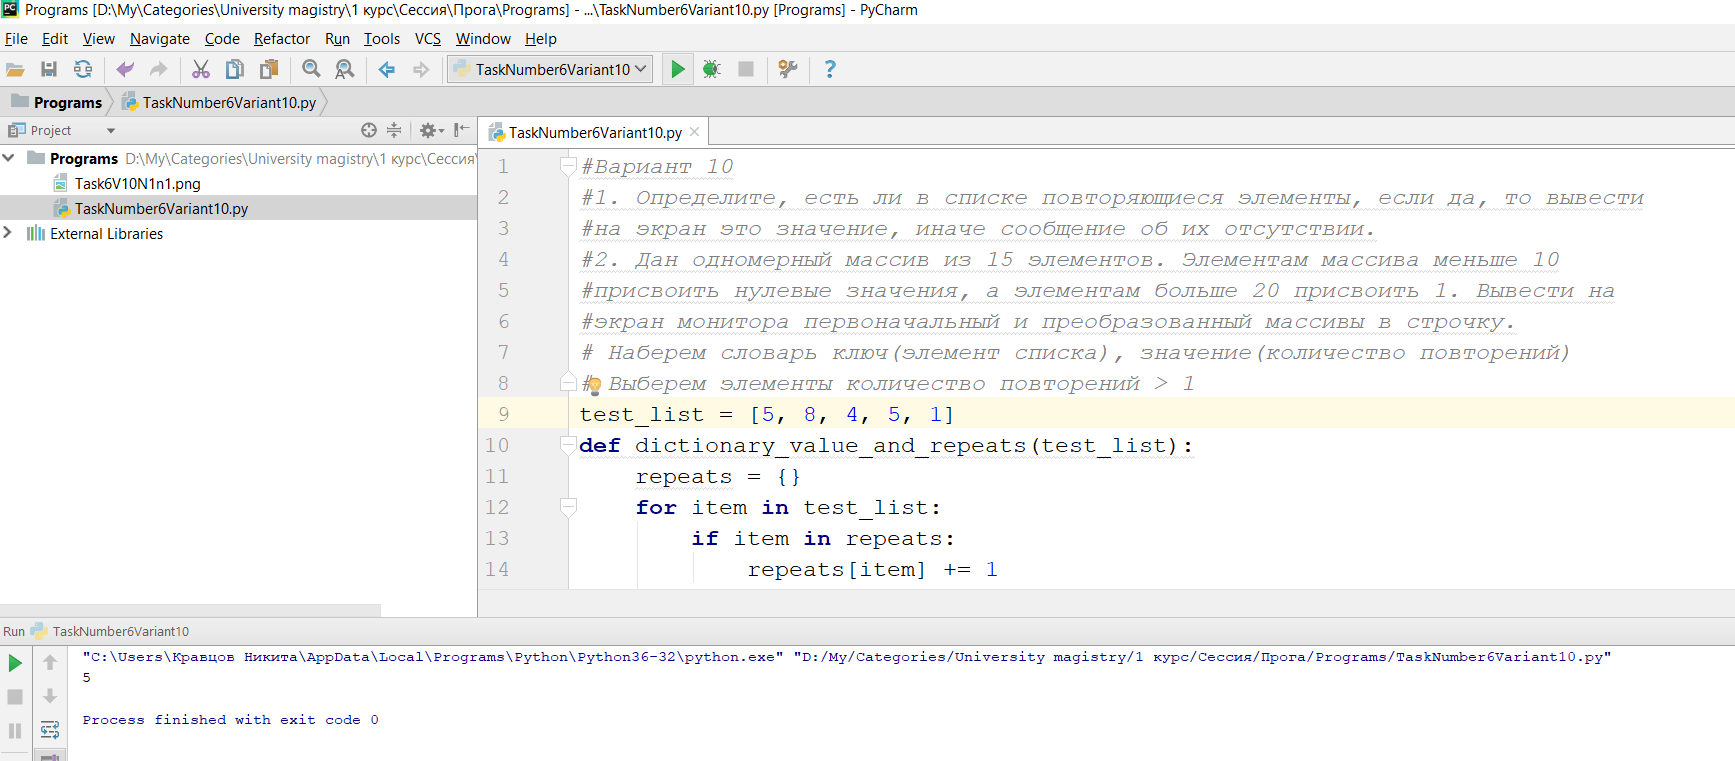 Programs [D:\My\Categories\University magistry\1 курс\Сессия\Прога\Programs] - ...\TaskNumber6Variant10.py [Programs] - PyCharm
File Edit View Navigate Code Refactor Run Tools VCS Window Help
TaskNumber6Variant10
Programs TaskNumber6Variant10.py
Project
TaskNumber6Variant10.py
Programs D:\My\Categories\University magistry\1 курс\Сессия\
Task6V10N1n1.png
TaskNumber6Variant10.py
External Libraries
1 #Вариант 10
2 #1. Определите, есть ли в списке повторяющиеся элементы, если да, то вывести
3 #на экран это значение, иначе сообщение об их отсутствии.
4 #2. Дан одномерный массив из 15 элементов. Элементам массива меньше 10
5 #присвоить нулевые значения, а элементам больше 20 присвоить 1. Вывести на
6 #экран монитора первоначальный и преобразованный массивы в строчку.
7 # Наберем словарь ключ(элемент списка), значение(количество повторений)
8 # Выберем элементы количество повторений > 1
9 test_list = [5, 8, 4, 5, 1]
10 def dictionary_value_and_repeats(test_list):
11 repeats = {}
12 for item in test_list:
13 if item in repeats:
14 repeats[item] += 1
Run TaskNumber6Variant10
"C:\Users\Кравцов Никита\AppData\Local\Programs\Python\Python36-32\python.exe" "D:/My/Categories/University magistry/1 курс/Сессия/Прога/Programs/TaskNumber6Variant10.py"
5
Process finished with exit code 0